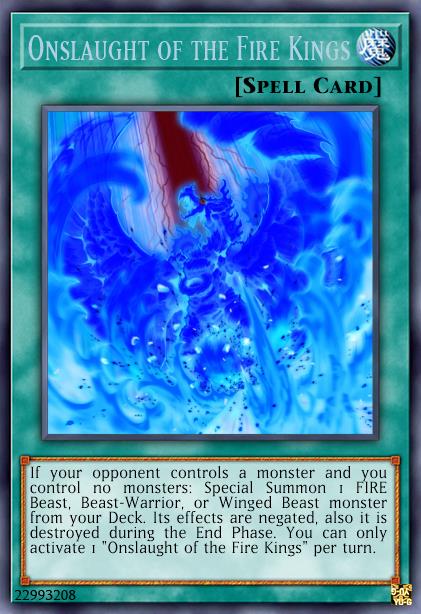 Onslaught of the Fire Kings 魔
[Spell Card]
If your opponent controls a monster and you
control no monsters: Special Summon 1 FIRE
Beast, Beast-Warrior, or Winged Beast monster
from your Deck. Its effects are negated, also it is
destroyed during the End Phase. You can only
activate 1 "Onslaught of the Fire Kings" per turn.
22993208